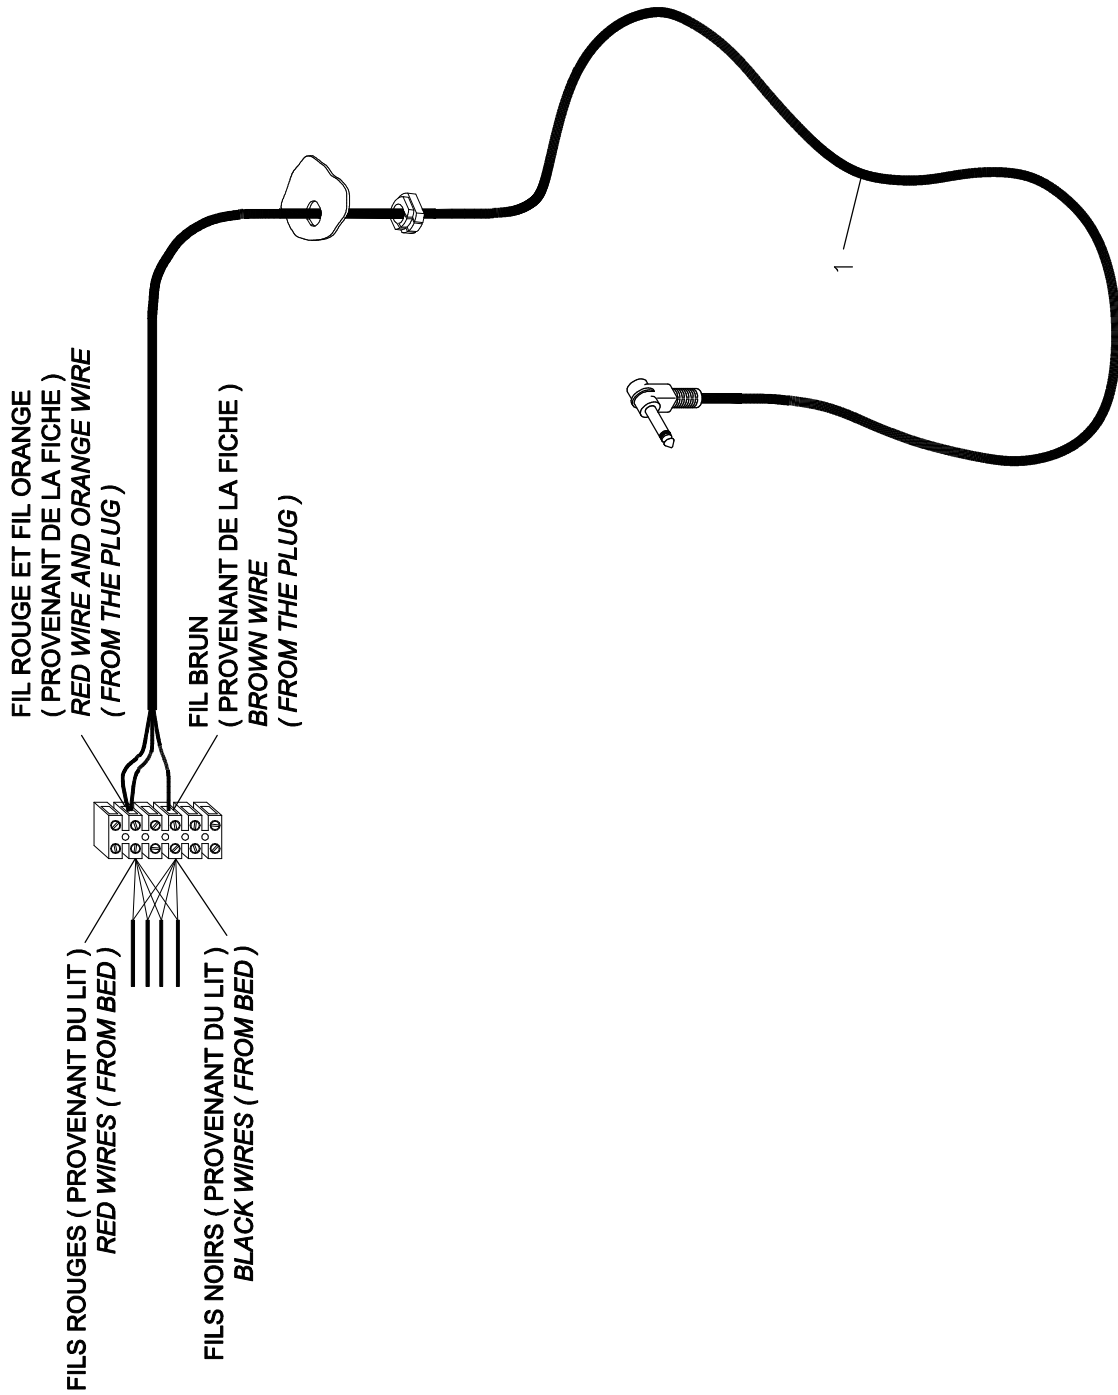 FILS ROUGES ( PROVENANT DU LIT )
RED WIRES ( FROM BED )
FILS NOIRS ( PROVENANT DU LIT )
BLACK WIRES ( FROM BED )
FIL ROUGE ET FIL ORANGE
( PROVENANT DE LA FICHE )
RED WIRE AND ORANGE WIRE
( FROM THE PLUG )
FIL BRUN
( PROVENANT DE LA FICHE )
BROWN WIRE
( FROM THE PLUG )
1